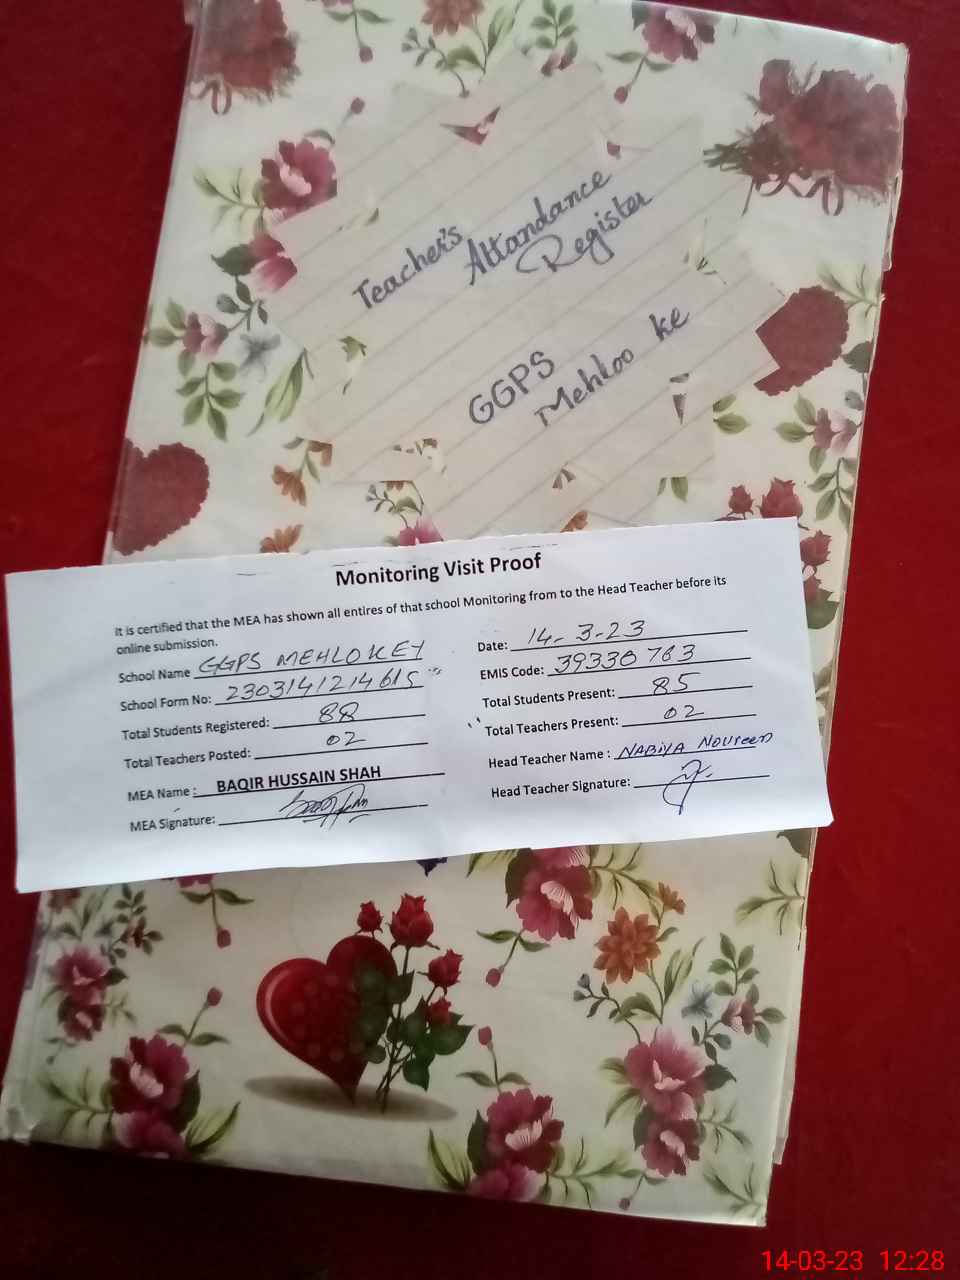 Teacher's
Attandance
Register
GGPS
Mehloo ke
Monitoring Visit Proof
It is certified that the MEA has shown all entires of that school Monitoring from to the Head Teacher before its
online submission.
School Name GGPS MEHLOKEY
School Form No: 230314121461S
Total Students Registered: 88
Total Teachers Posted: 02
MEA Name : BAQIR HUSSAIN SHAH
MEA Signature:
Date: 14-3-23
EMIS Code: 39330763
Total Students Present: 85
Total Teachers Present: 02
Head Teacher Name : NABiYA Noureen
Head Teacher Signature:
14-03-23 12:28